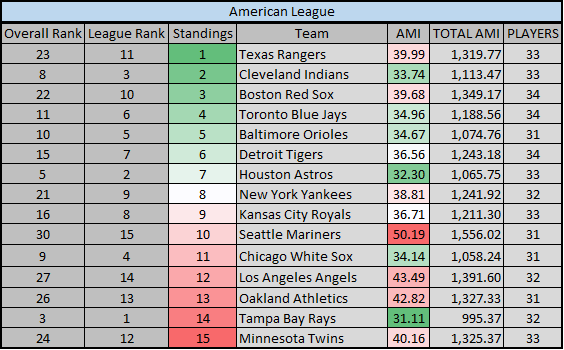 American League
Overall Rank League Rank Standings Team AMI TOTAL AMI PLAYERS
23 11 1 Texas Rangers 39.99 1,319.77 33
8 3 2 Cleveland Indians 33.74 1,113.47 33
22 10 3 Boston Red Sox 39.68 1,349.17 34
11 6 4 Toronto Blue Jays 34.96 1,188.56 34
10 5 5 Baltimore Orioles 34.67 1,074.76 31
15 7 6 Detroit Tigers 36.56 1,243.18 34
5 2 7 Houston Astros 32.30 1,065.75 33
21 9 8 New York Yankees 38.81 1,241.92 32
16 8 9 Kansas City Royals 36.71 1,211.30 33
30 15 10 Seattle Mariners 50.19 1,556.02 31
9 4 11 Chicago White Sox 34.14 1,058.24 31
27 14 12 Los Angeles Angels 43.49 1,391.60 32
26 13 13 Oakland Athletics 42.82 1,327.33 31
3 1 14 Tampa Bay Rays 31.11 995.37 32
24 12 15 Minnesota Twins 40.16 1,325.37 33